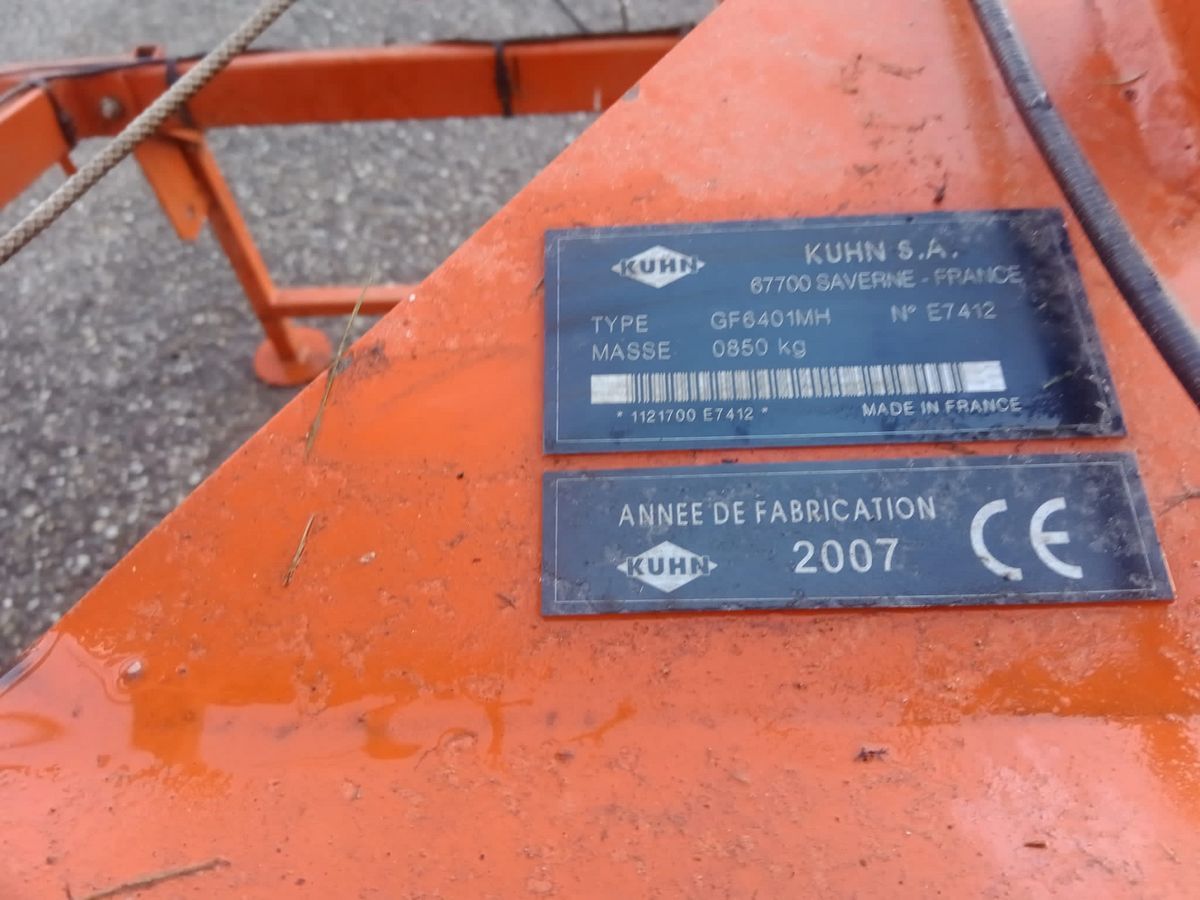 KUHN
KUHN S.A.
67700 SAVERNE - FRANCE
TYPE GF6401MH N° E7412
MASSE 0850 kg
* 1121700 E7412 *
MADE IN FRANCE
ANNEE DE FABRICATION
KUHN
2007
CE